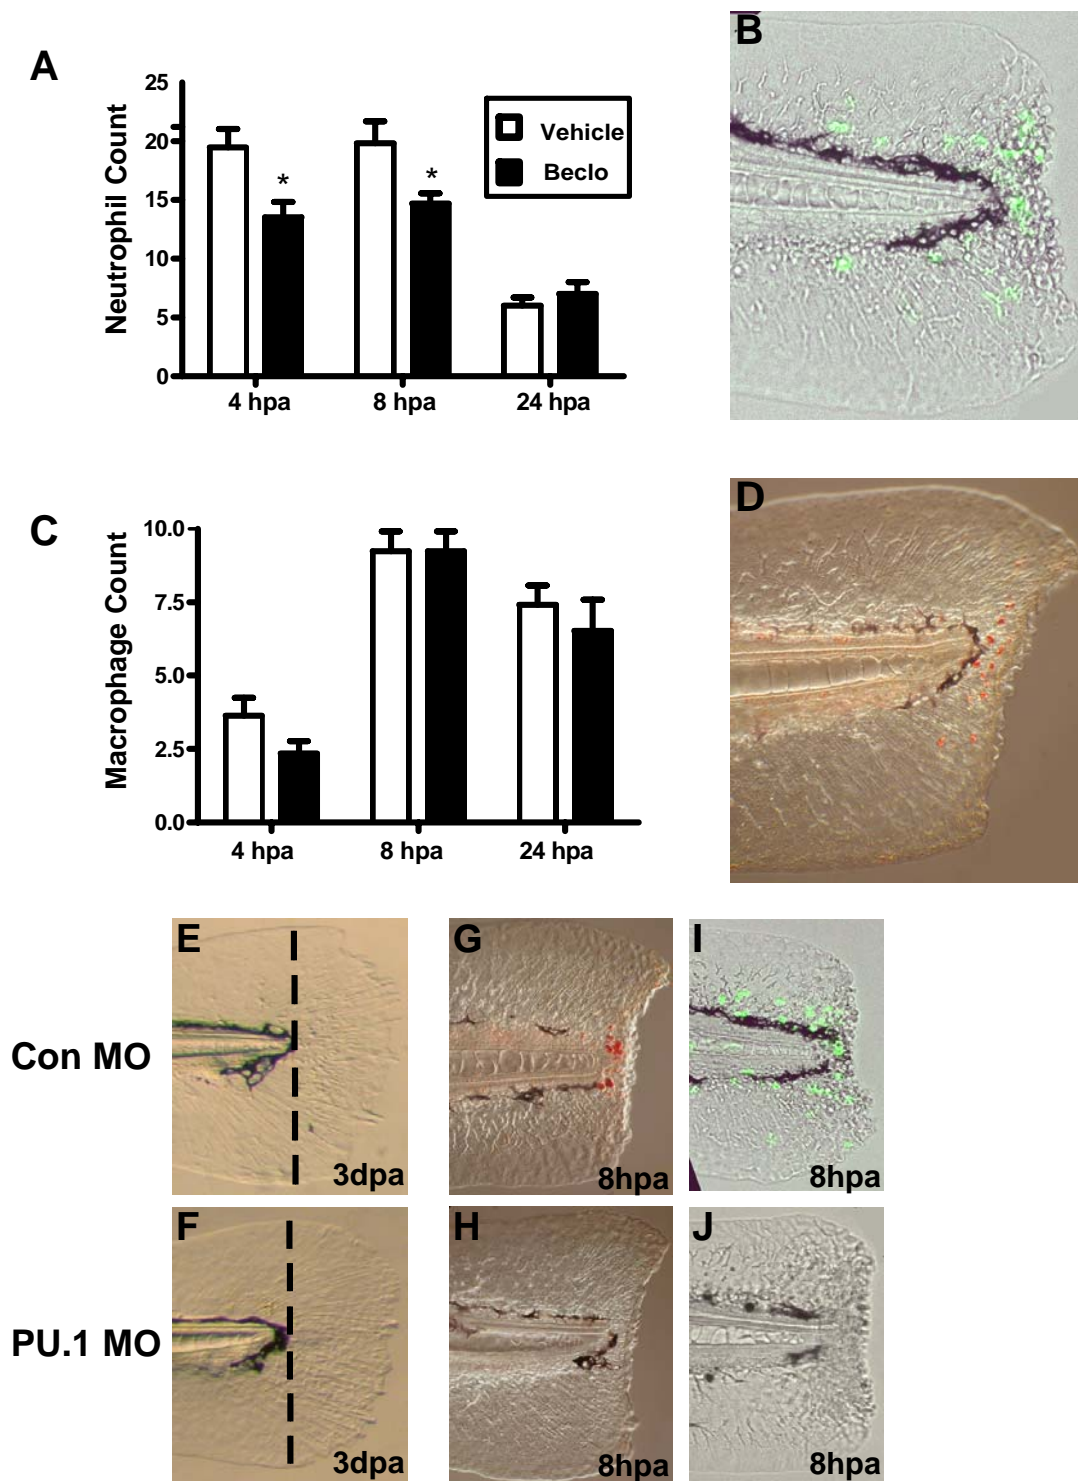 A
Neutrophil Count
25
20
15
10
5
0
Vehicle
Beclo
*
*
4 hpa
8 hpa
24 hpa
B
C
Macrophage Count
10.0
7.5
5.0
2.5
0.0
4 hpa
8 hpa
24 hpa
D
Con MO
E
3dpa
G
8hpa
I
8hpa
PU.1 MO
F
3dpa
H
8hpa
J
8hpa